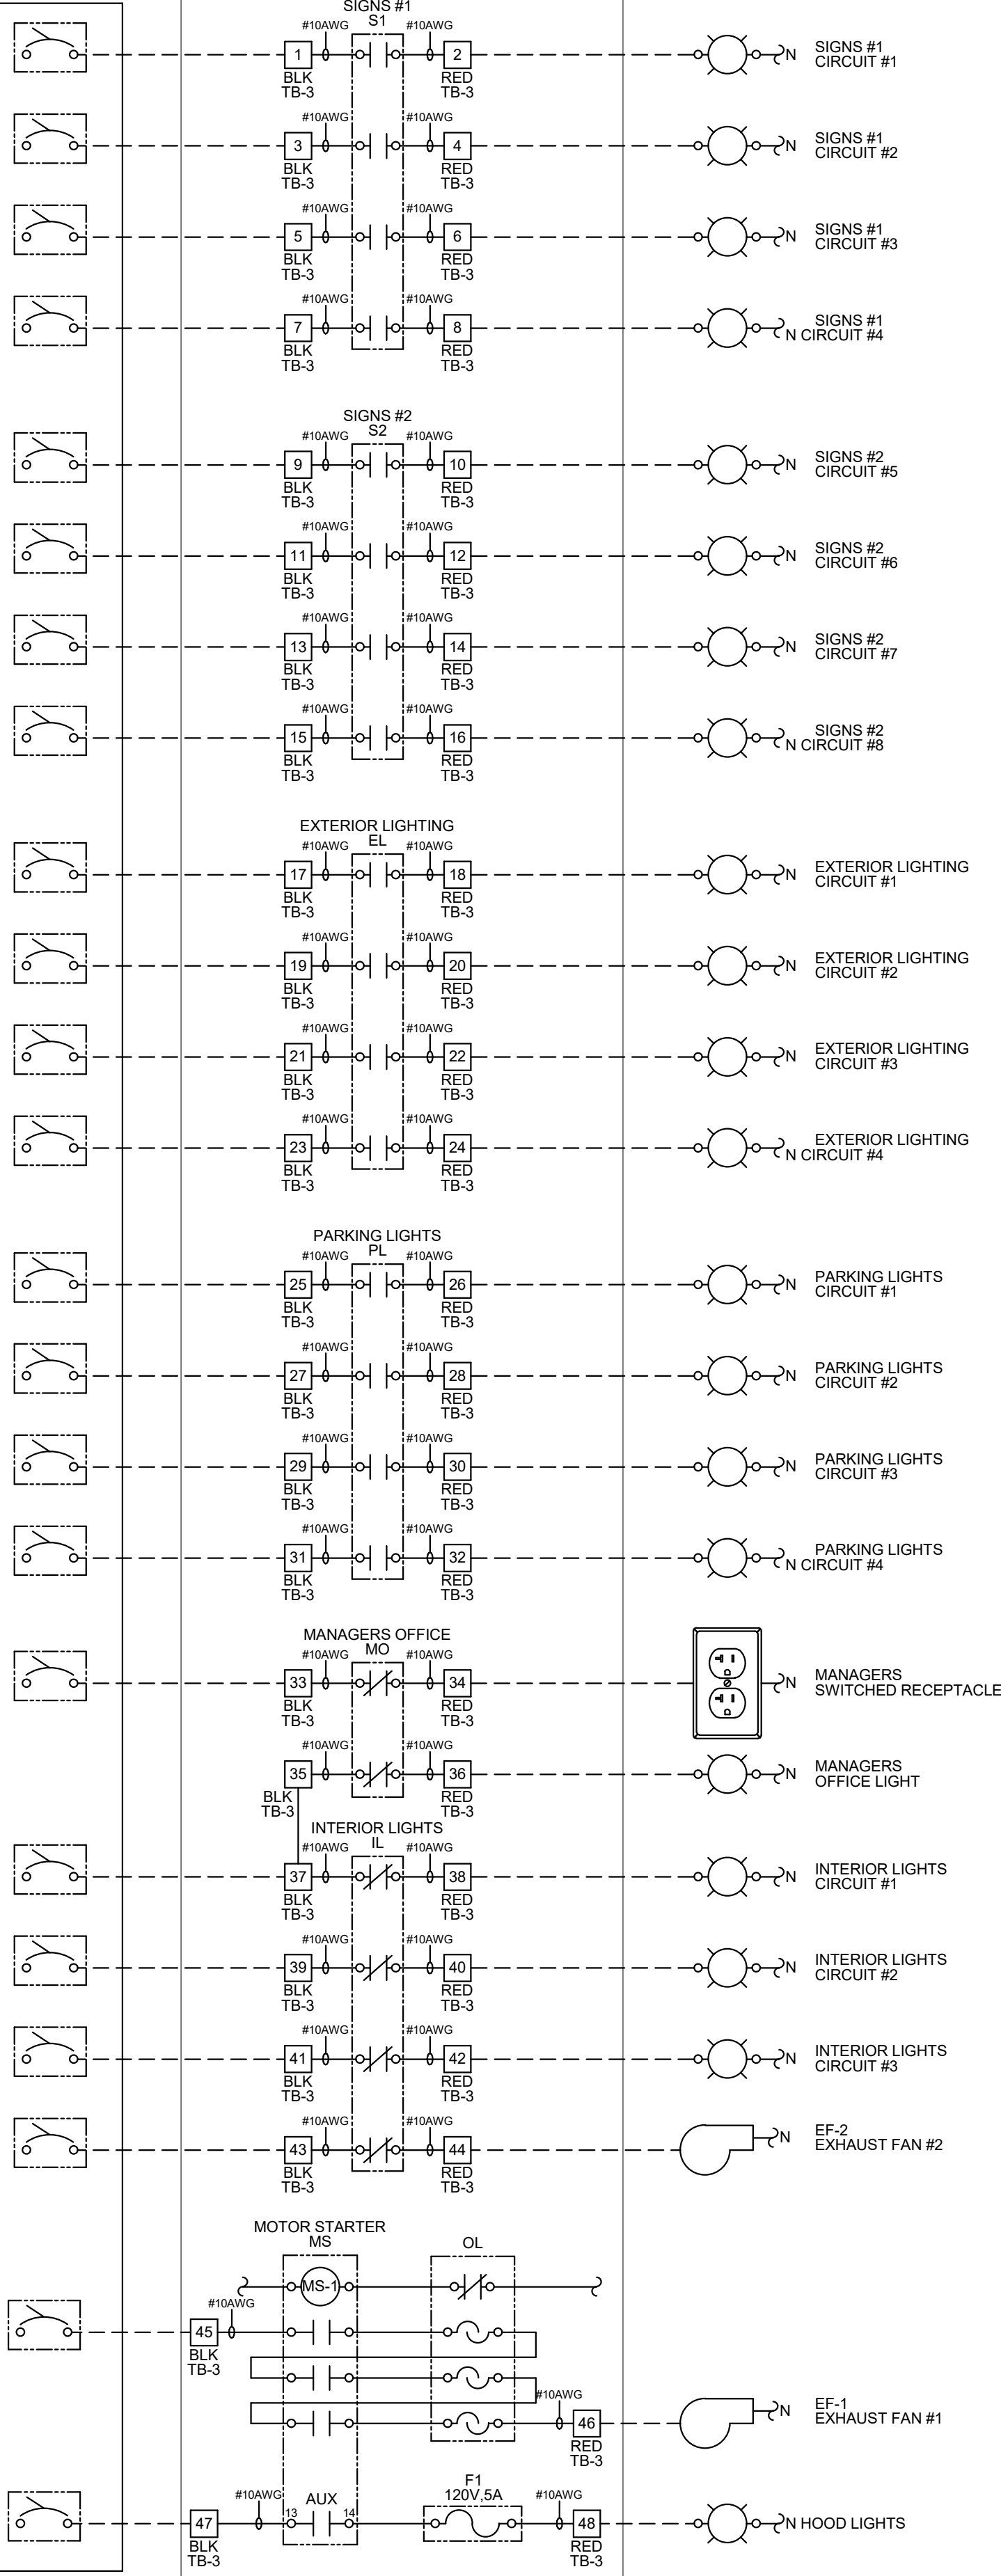 SIGNS #1
S1
#10AWG #10AWG
1 2 N SIGNS #1
CIRCUIT #1
BLK RED
TB-3 TB-3
#10AWG #10AWG
3 4 N SIGNS #1
CIRCUIT #2
BLK RED
TB-3 TB-3
#10AWG #10AWG
5 6 N SIGNS #1
CIRCUIT #3
BLK RED
TB-3 TB-3
#10AWG #10AWG
7 8 SIGNS #1
N CIRCUIT #4
BLK RED
TB-3 TB-3
SIGNS #2
S2
#10AWG #10AWG
9 10 N SIGNS #2
CIRCUIT #5
BLK RED
TB-3 TB-3
#10AWG #10AWG
11 12 N SIGNS #2
CIRCUIT #6
BLK RED
TB-3 TB-3
#10AWG #10AWG
13 14 N SIGNS #2
CIRCUIT #7
BLK RED
TB-3 TB-3
#10AWG #10AWG
15 16 SIGNS #2
N CIRCUIT #8
BLK RED
TB-3 TB-3
EXTERIOR LIGHTING
EL
#10AWG #10AWG
17 18 N EXTERIOR LIGHTING
CIRCUIT #1
BLK RED
TB-3 TB-3
#10AWG #10AWG
19 20 N EXTERIOR LIGHTING
CIRCUIT #2
BLK RED
TB-3 TB-3
#10AWG #10AWG
21 22 N EXTERIOR LIGHTING
CIRCUIT #3
BLK RED
TB-3 TB-3
#10AWG #10AWG
23 24 EXTERIOR LIGHTING
N CIRCUIT #4
BLK RED
TB-3 TB-3
PARKING LIGHTS
PL
#10AWG #10AWG
25 26 N PARKING LIGHTS
CIRCUIT #1
BLK RED
TB-3 TB-3
#10AWG #10AWG
27 28 N PARKING LIGHTS
CIRCUIT #2
BLK RED
TB-3 TB-3
#10AWG #10AWG
29 30 N PARKING LIGHTS
CIRCUIT #3
BLK RED
TB-3 TB-3
#10AWG #10AWG
31 32 PARKING LIGHTS
N CIRCUIT #4
BLK RED
TB-3 TB-3
MANAGERS OFFICE
MO
#10AWG #10AWG
33 34 N MANAGERS
SWITCHED RECEPTACLE
BLK RED
TB-3 TB-3
#10AWG #10AWG
35 36 N MANAGERS
OFFICE LIGHT
BLK RED
TB-3 TB-3
INTERIOR LIGHTS
IL
#10AWG #10AWG
37 38 N INTERIOR LIGHTS
CIRCUIT #1
BLK RED
TB-3 TB-3
#10AWG #10AWG
39 40 N INTERIOR LIGHTS
CIRCUIT #2
BLK RED
TB-3 TB-3
#10AWG #10AWG
41 42 N INTERIOR LIGHTS
CIRCUIT #3
BLK RED
TB-3 TB-3
#10AWG #10AWG
43 44 N EF-2
EXHAUST FAN #2
BLK RED
TB-3 TB-3
MOTOR STARTER
MS OL
MS-1
#10AWG
45
BLK
TB-3
#10AWG
46 N EF-1
EXHAUST FAN #1
RED
TB-3
F1
120V,5A
#10AWG AUX #10AWG
47 13 14 48 N HOOD LIGHTS
BLK RED
TB-3 TB-3